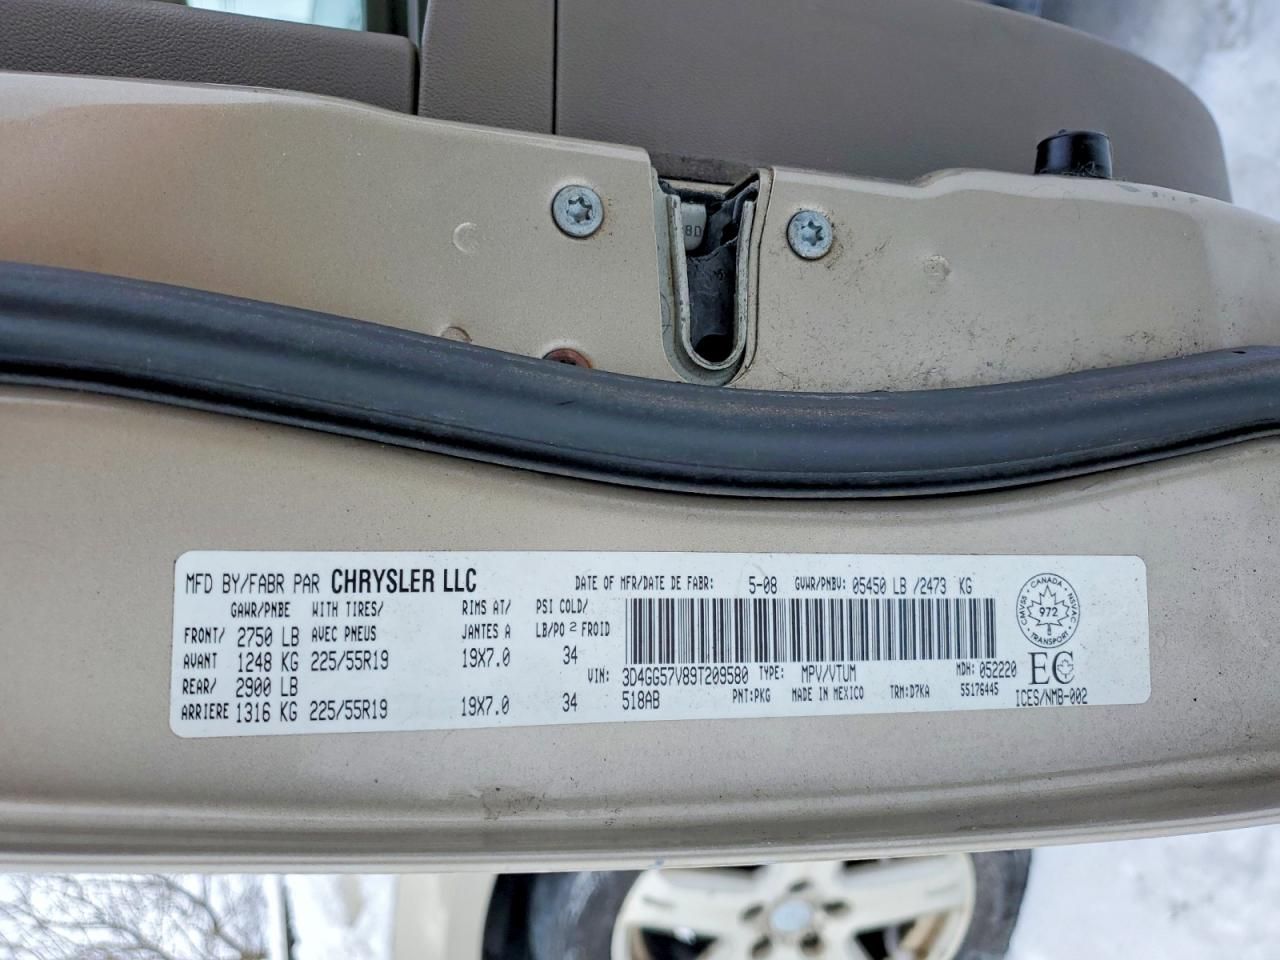 8D
MFD BY/FABR PAR CHRYSLER LLC DATE OF MFR/DATE DE FABR: 5-08 GVWR/PNBV: 05450 LB /2473 KG
GAWR/PNBE WITH TIRES/ RIMS AT/ PSI COLD/
FRONT/ 2750 LB AVEC PNEUS JANTES A LB/PO 2 FROID
AVANT 1248 KG 225/55R19 19X7.0 34
REAR/ 2900 LB
ARRIERE 1316 KG 225/55R19 19X7.0 34
VIN: 3D4GG57V89T209580 TYPE: MPV/VTUM MDH: 052220
518AB PNT:PKG MADE IN MEXICO TRM:D7KA 55176445
CANADA
CMVSS 972 NSVAC
TRANSPORT
EC
ICES/NMB-002